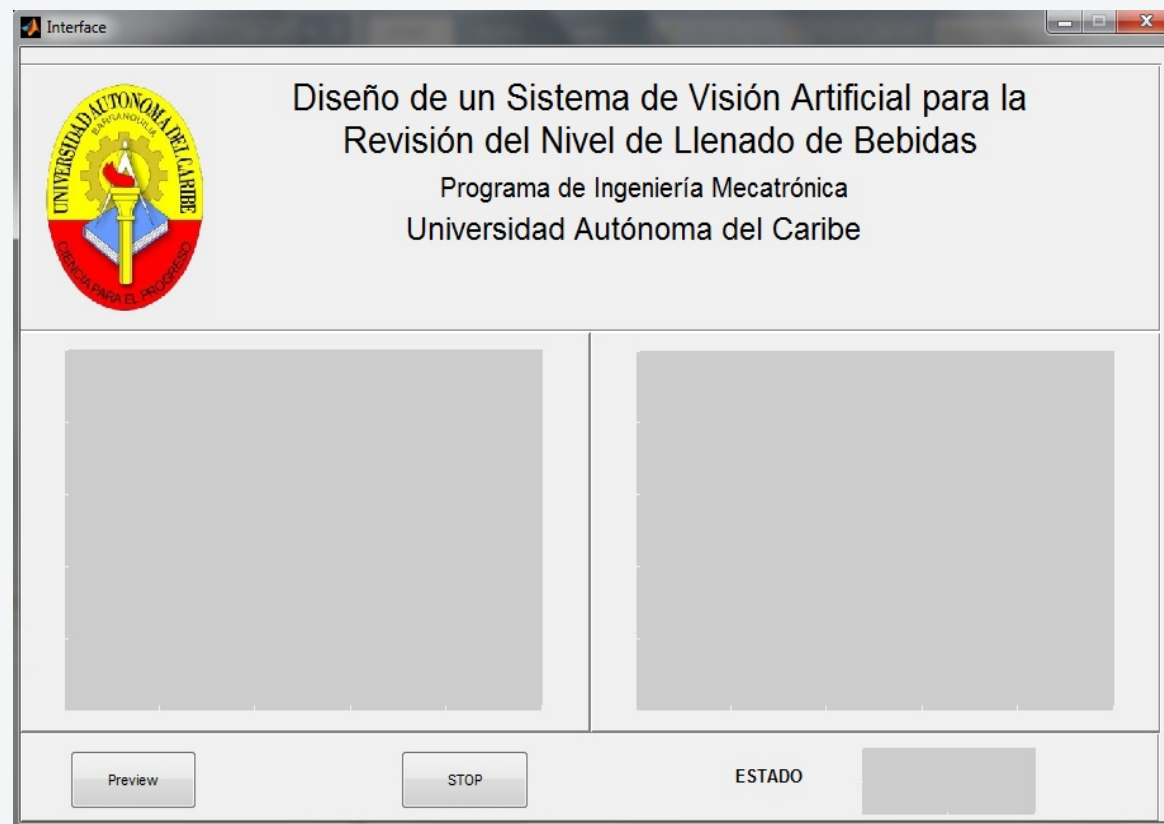 Interface
UNIVERSIDAD AUTONOMA DEL CARIBE
BARRANQUILLA
CIENCIA PARA EL PROGRESO
Diseño de un Sistema de Visión Artificial para la
Revisión del Nivel de Llenado de Bebidas
Programa de Ingeniería Mecatrónica
Universidad Autónoma del Caribe
Preview
STOP
ESTADO